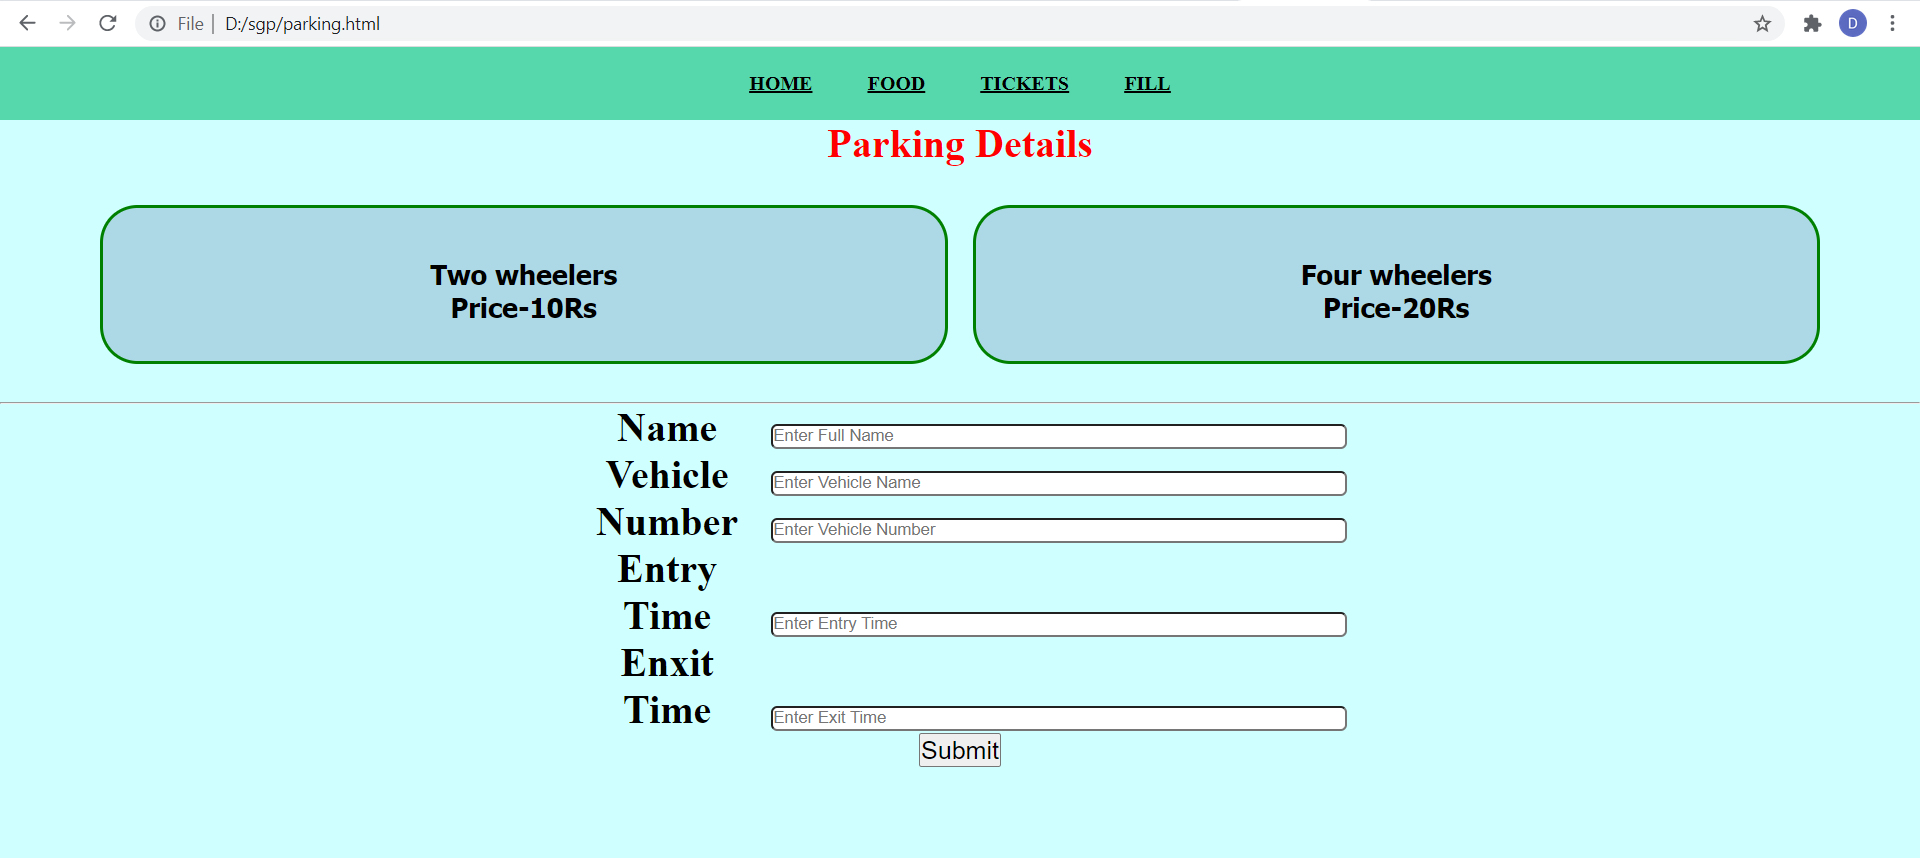 File | D:/sgp/parking.html D
HOME FOOD TICKETS FILL
Parking Details
Two wheelers
Price-10Rs
Four wheelers
Price-20Rs
Name Enter Full Name
Vehicle Enter Vehicle Name
Number Enter Vehicle Number
Entry
Time Enter Entry Time
Enxit
Time Enter Exit Time
Submit